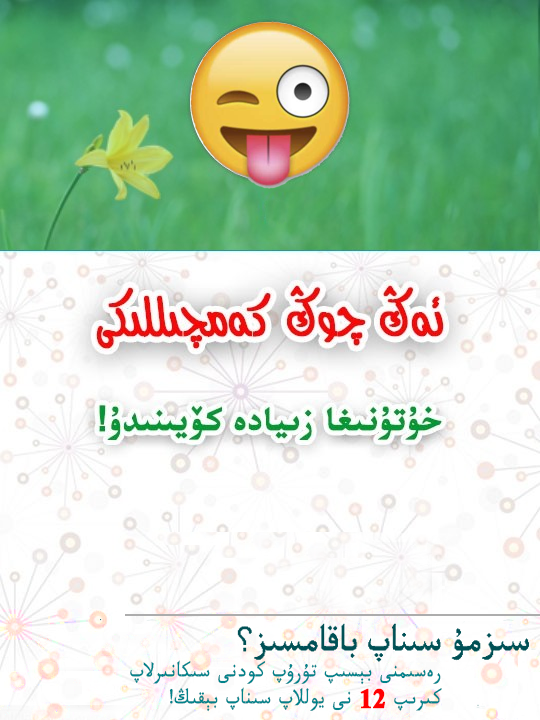 ئەڭ چوڭ كەمچىللىكى
خۇتۇنىغا زىيادە كۆيىنىدۇ!
سىزمۇ سىناپ باقامسىز؟
رەسىمنى بېسىپ تۇرۇپ كودنى سىكانىرلاپ
كىرىپ 12 نى يوللاپ سىناپ بېقىڭ!